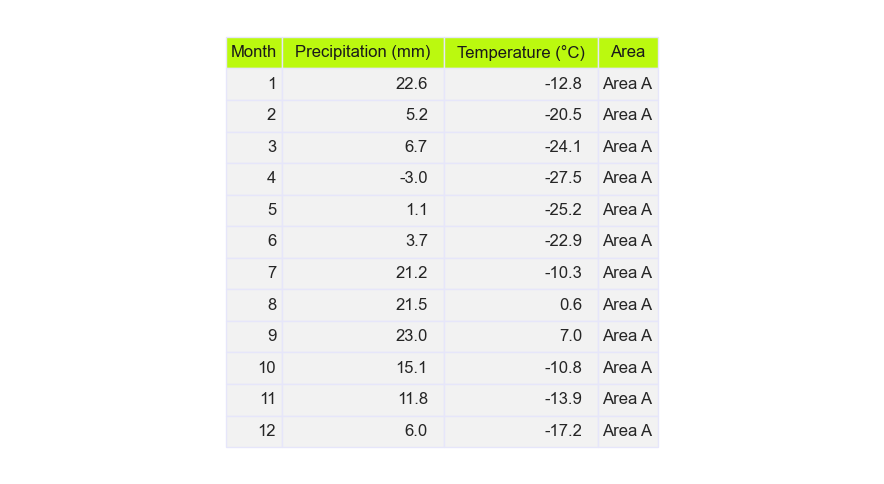 Month Precipitation (mm) Temperature (°C) Area
1 22.6 -12.8 Area A
2 5.2 -20.5 Area A
3 6.7 -24.1 Area A
4 -3.0 -27.5 Area A
5 1.1 -25.2 Area A
6 3.7 -22.9 Area A
7 21.2 -10.3 Area A
8 21.5 0.6 Area A
9 23.0 7.0 Area A
10 15.1 -10.8 Area A
11 11.8 -13.9 Area A
12 6.0 -17.2 Area A